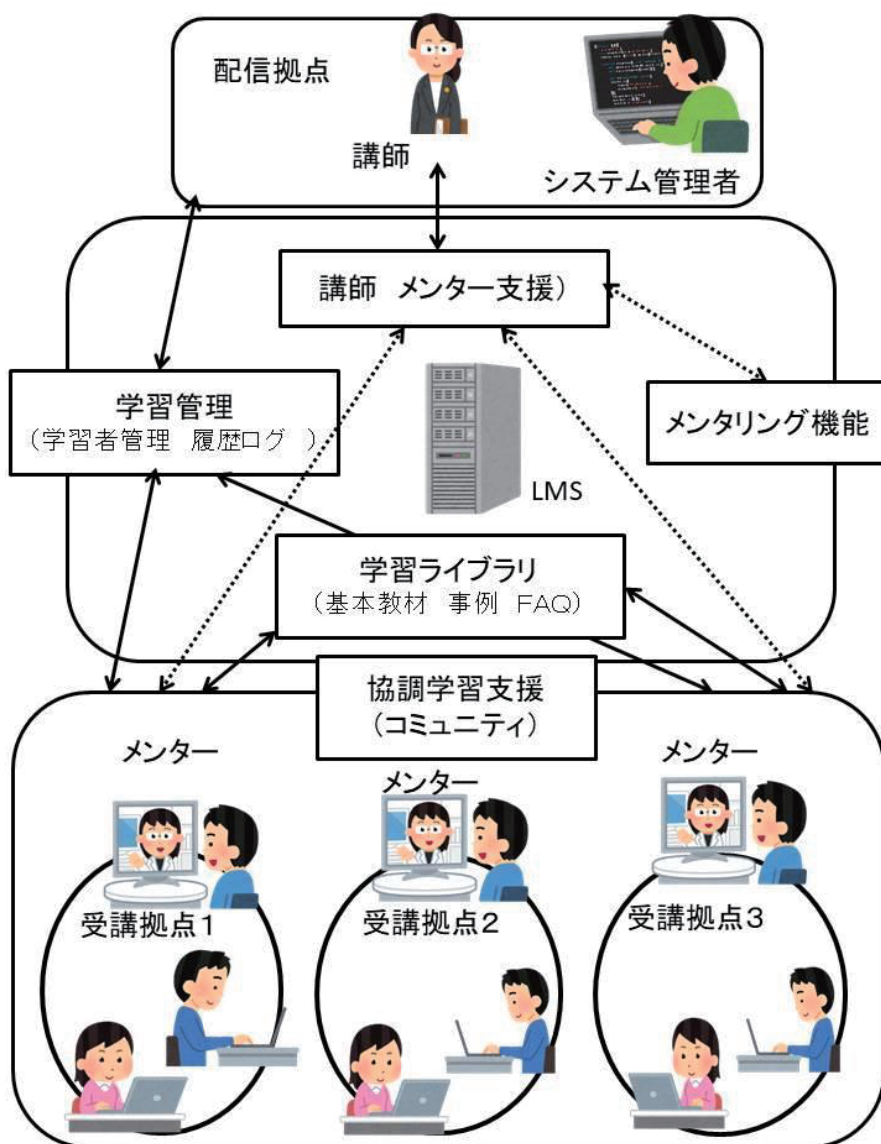 配信拠点
講師
システム管理者
講師　メンター支援）
学習管理
（学習者管理　履歴ログ　）
メンタリング機能
LMS
学習ライブラリ
（基本教材　事例　FAQ）
協調学習支援
（コミュニティ）
メンター
メンター
メンター
受講拠点１
受講拠点２
受講拠点３